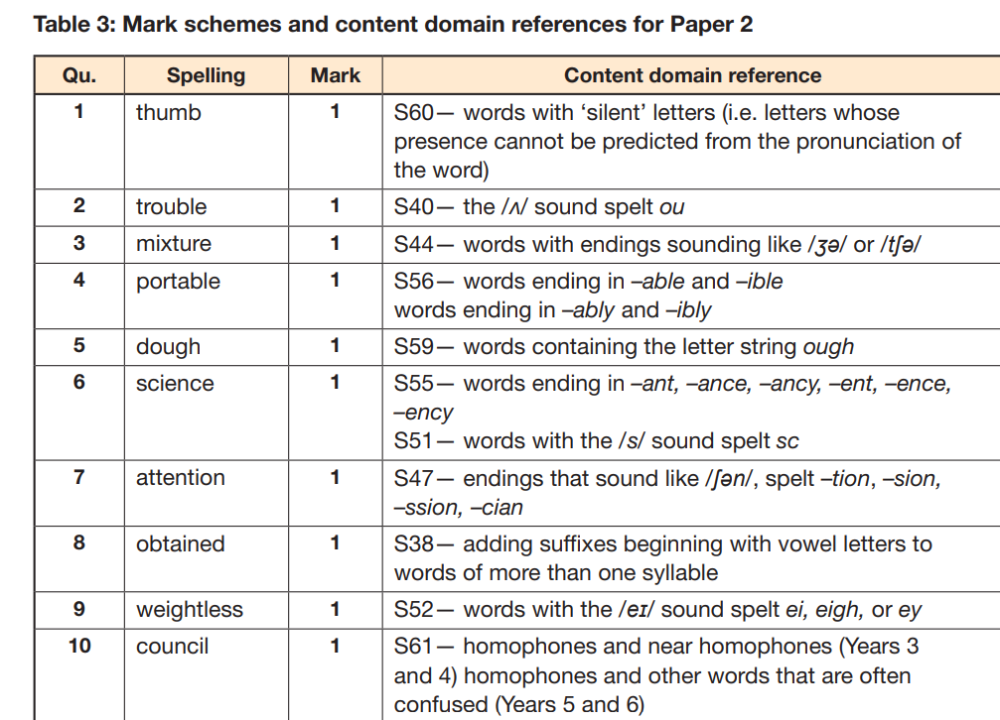 Table 3: Mark schemes and content domain references for Paper 2
Qu. Spelling Mark Content domain reference
1 thumb 1 S60— words with ‘silent’ letters (i.e. letters whose
presence cannot be predicted from the pronunciation of
the word)
2 trouble 1 S40— the /ʌ/ sound spelt ou
3 mixture 1 S44— words with endings sounding like /ʒə/ or /tʃə/
4 portable 1 S56— words ending in –able and –ible
words ending in –ably and –ibly
5 dough 1 S59— words containing the letter string ough
6 science 1 S55— words ending in –ant, –ance, –ancy, –ent, –ence,
–ency
S51— words with the /s/ sound spelt sc
7 attention 1 S47— endings that sound like /ʃən/, spelt –tion, –sion,
–ssion, –cian
8 obtained 1 S38— adding suffixes beginning with vowel letters to
words of more than one syllable
9 weightless 1 S52— words with the /eɪ/ sound spelt ei, eigh, or ey
10 council 1 S61— homophones and near homophones (Years 3
and 4) homophones and other words that are often
confused (Years 5 and 6)